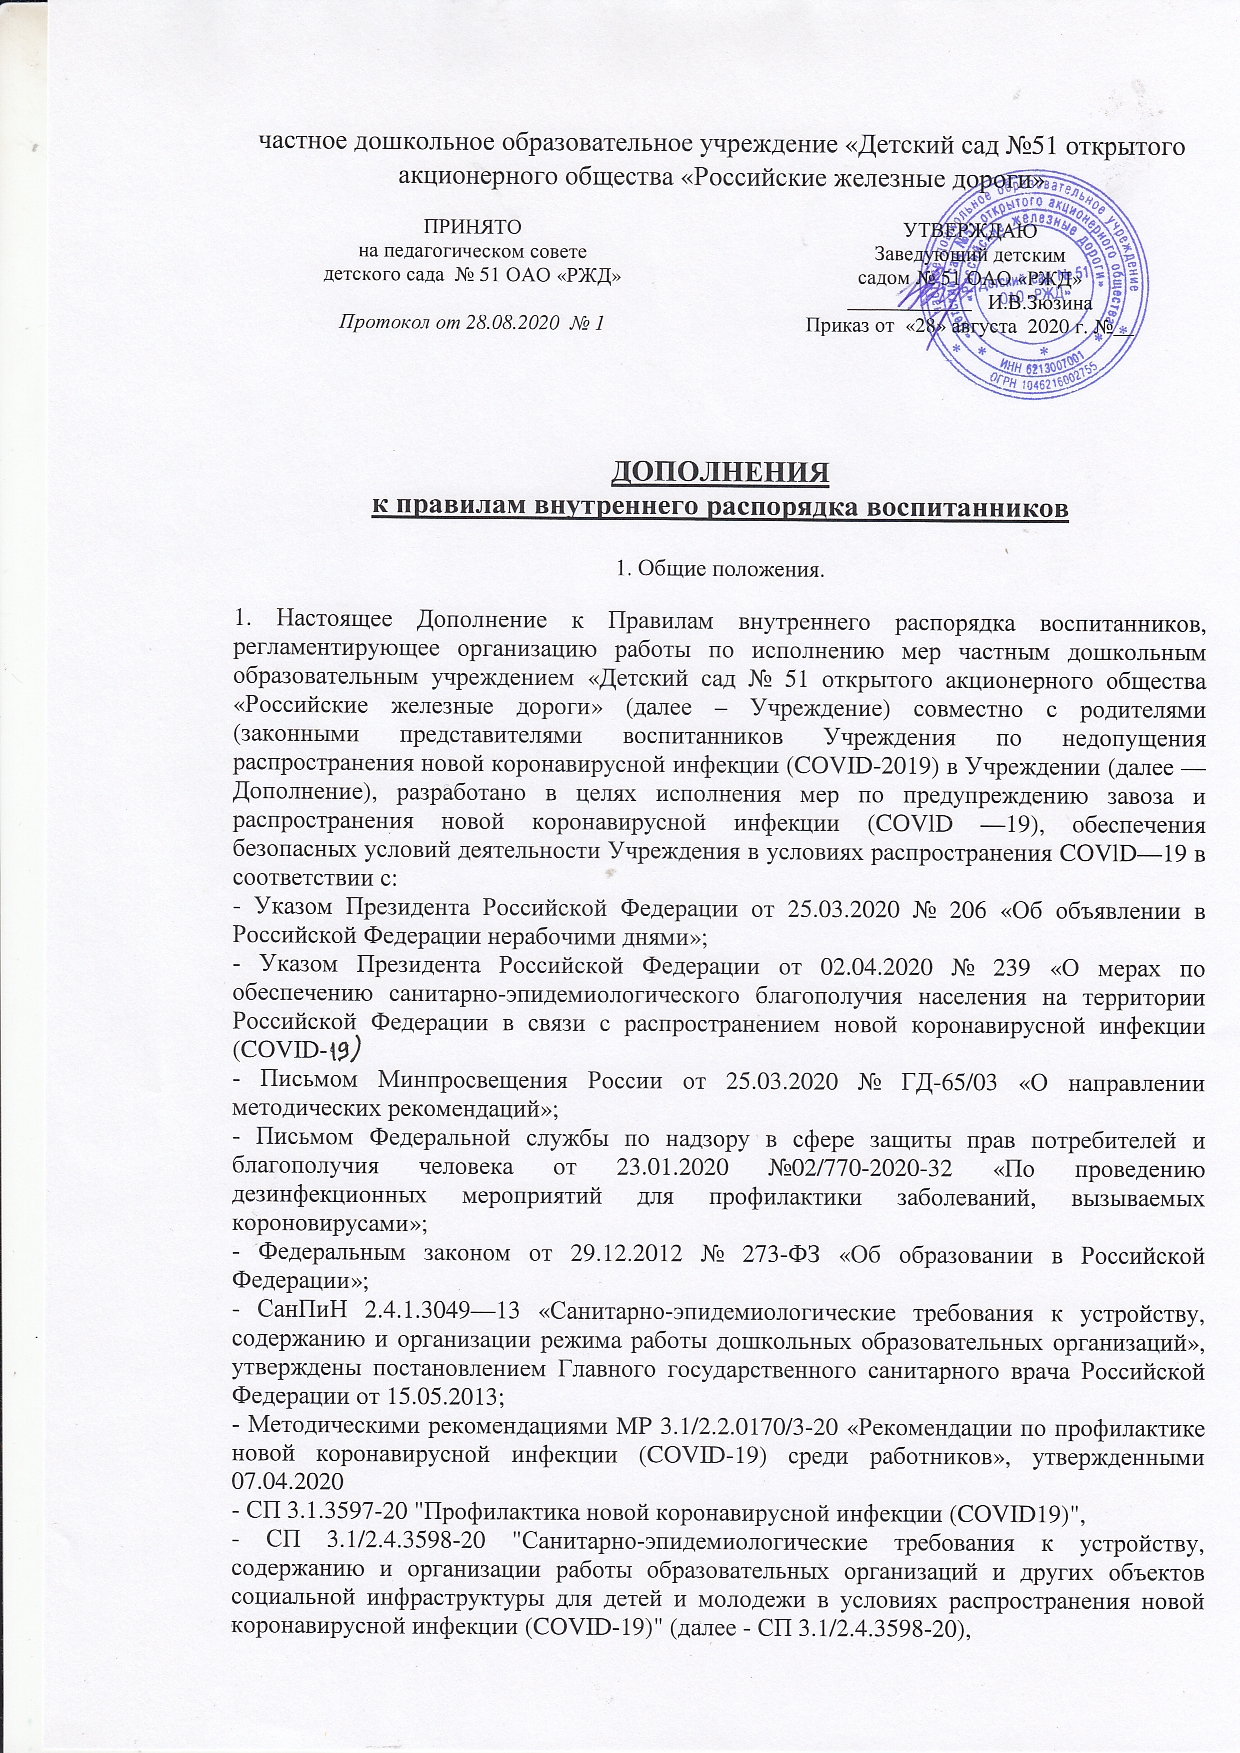 частное дошкольное образовательное учреждение «Детский сад №51 открытого
акционерного общества «Российские железные дороги»
ПРИНЯТО
на педагогическом совете
детского сада № 51 ОАО «РЖД»
Протокол от 28.08.2020 № 1
УТВЕРЖДАЮ
Заведующий детским
садом № 51 ОАО «РЖД»
____________ И.В.Зюзина
Приказ от «28» августа 2020 г. №__
детский сад № 51
ОАО «РЖД»
ИНН 6213007001
ОГРН 1046216002755
ДОПОЛНЕНИЯ
к правилам внутреннего распорядка воспитанников
1. Общие положения.
1. Настоящее Дополнение к Правилам внутреннего распорядка воспитанников,
регламентирующее организацию работы по исполнению мер частным дошкольным
образовательным учреждением «Детский сад № 51 открытого акционерного общества
«Российские железные дороги» (далее – Учреждение) совместно с родителями
(законными представителями воспитанников Учреждения по недопущения
распространения новой коронавирусной инфекции (COVID-2019) в Учреждении (далее —
Дополнение), разработано в целях исполнения мер по предупреждению завоза и
распространения новой коронавирусной инфекции (COVlD —19), обеспечения
безопасных условий деятельности Учреждения в условиях распространения COVlD—19 в
соответствии с:
- Указом Президента Российской Федерации от 25.03.2020 № 206 «Об объявлении в
Российской Федерации нерабочими днями»;
- Указом Президента Российской Федерации от 02.04.2020 № 239 «О мерах по
обеспечению санитарно-эпидемиологического благополучия населения на территории
Российской Федерации в связи с распространением новой коронавирусной инфекции
(COVID-19)
- Письмом Минпросвещения России от 25.03.2020 № ГД-65/03 «О направлении
методических рекомендаций»;
- Письмом Федеральной службы по надзору в сфере защиты прав потребителей и
благополучия человека от 23.01.2020 №02/770-2020-32 «По проведению
дезинфекционных мероприятий для профилактики заболеваний, вызываемых
короновирусами»;
- Федеральным законом от 29.12.2012 № 273-ФЗ «Об образовании в Российской
Федерации»;
- СанПиН 2.4.1.3049—13 «Санитарно-эпидемиологические требования к устройству,
содержанию и организации режима работы дошкольных образовательных организаций»,
утверждены постановлением Главного государственного санитарного врача Российской
Федерации от 15.05.2013;
- Методическими рекомендациями МР 3.1/2.2.0170/3-20 «Рекомендации по профилактике
новой коронавирусной инфекции (COVID-19) среди работников», утвержденными
07.04.2020
- СП 3.1.3597-20 "Профилактика новой коронавирусной инфекции (COVID19)",
- СП 3.1/2.4.3598-20 "Санитарно-эпидемиологические требования к устройству,
содержанию и организации работы образовательных организаций и других объектов
социальной инфраструктуры для детей и молодежи в условиях распространения новой
коронавирусной инфекции (COVID-19)" (далее - СП 3.1/2.4.3598-20),